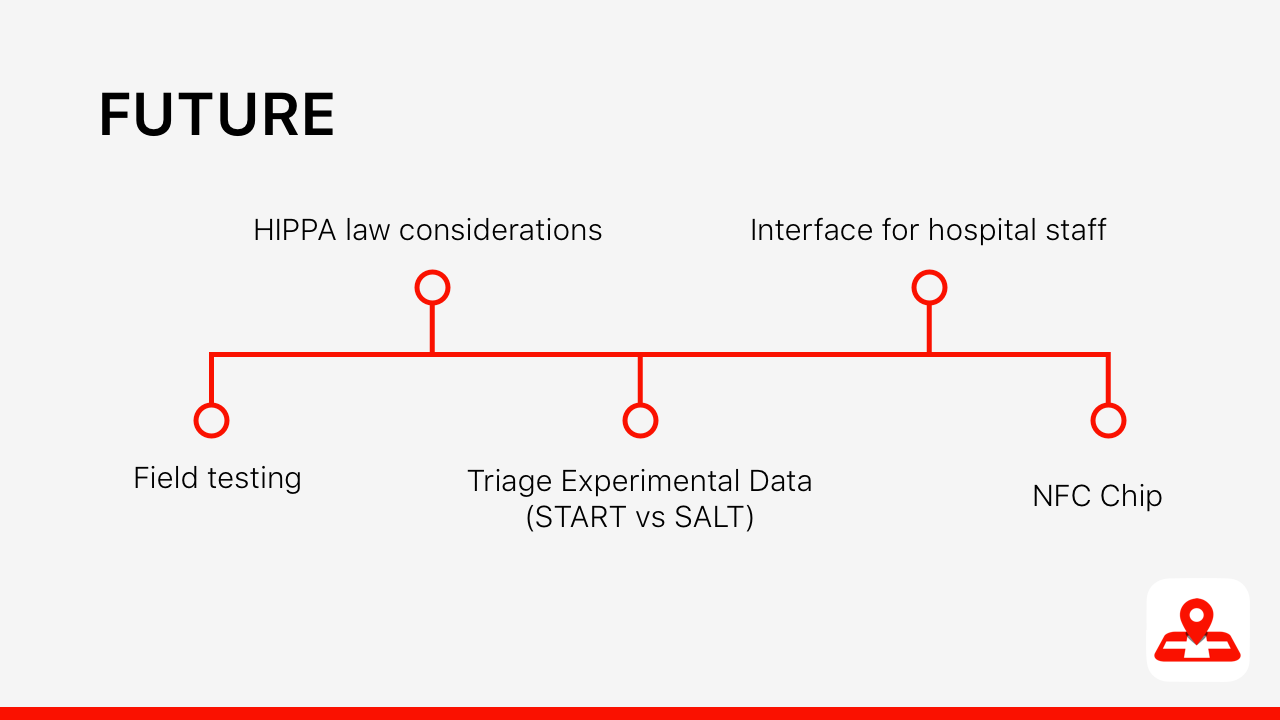 FUTURE
HIPPA law considerations
Interface for hospital staff
Field testing
Triage Experimental Data
(START vs SALT)
NFC Chip